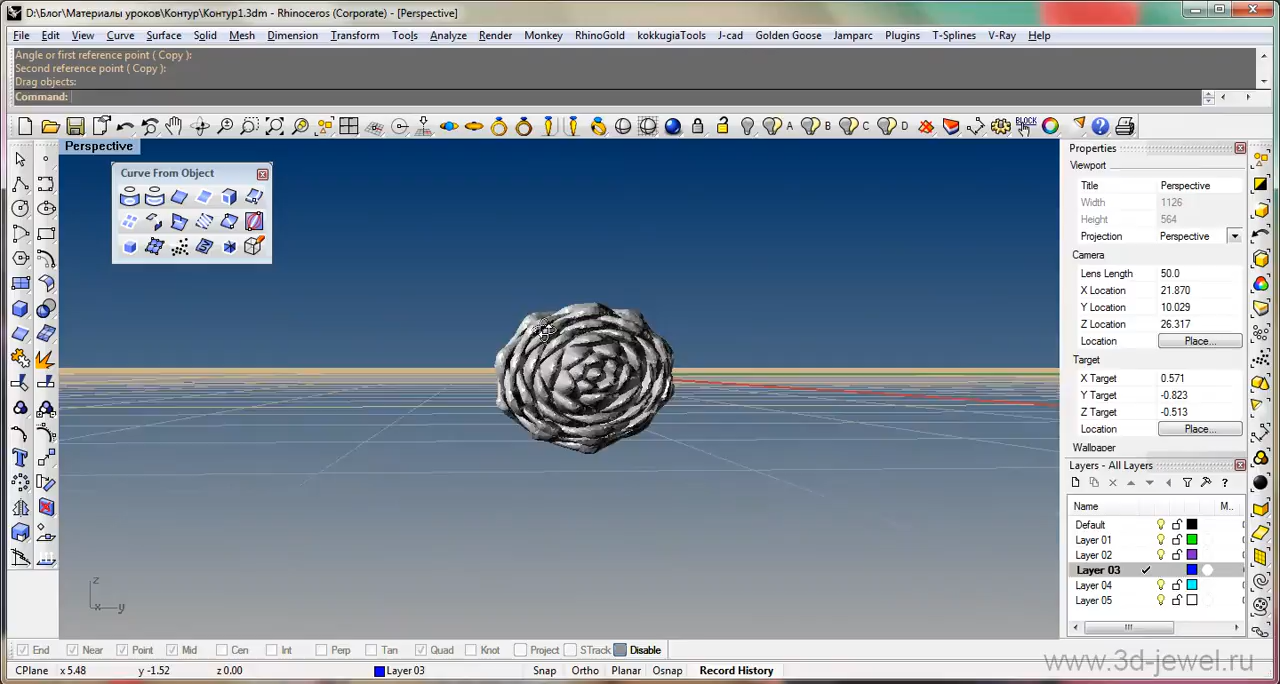 D:\Блог\Материалы уроков\Контур\Контур1.3dm - Rhinoceros (Corporate) - [Perspective]
File Edit View Curve Surface Solid Mesh Dimension Transform Tools Analyze Render Monkey RhinoGold kokkugiaTools J-cad Golden Goose Jamparc Plugins T-Splines V-Ray Help
Angle or first reference point ( Copy ):
Second reference point ( Copy ):
Drag objects:
Command:
A B C D BLOCK
Perspective
Curve From Object
Properties
Viewport
Title Perspective
Width 1126
Height 564
Projection Perspective
Camera
Lens Length 50.0
X Location 21.870
Y Location 10.029
Z Location 26.317
Location Place...
Target
X Target 0.571
Y Target -0.823
Z Target -0.513
Location Place...
Wallpaper
Layers - All Layers
Name M..
Default
Layer 01
Layer 02
Layer 03
Layer 04
Layer 05
z
x y
End Near Point Mid Cen Int Perp Tan Quad Knot Project STrack Disable
CPlane x 5.48 y -1.52 z 0.00 Layer 03 Snap Ortho Planar Osnap Record History
www.3d-jewel.ru